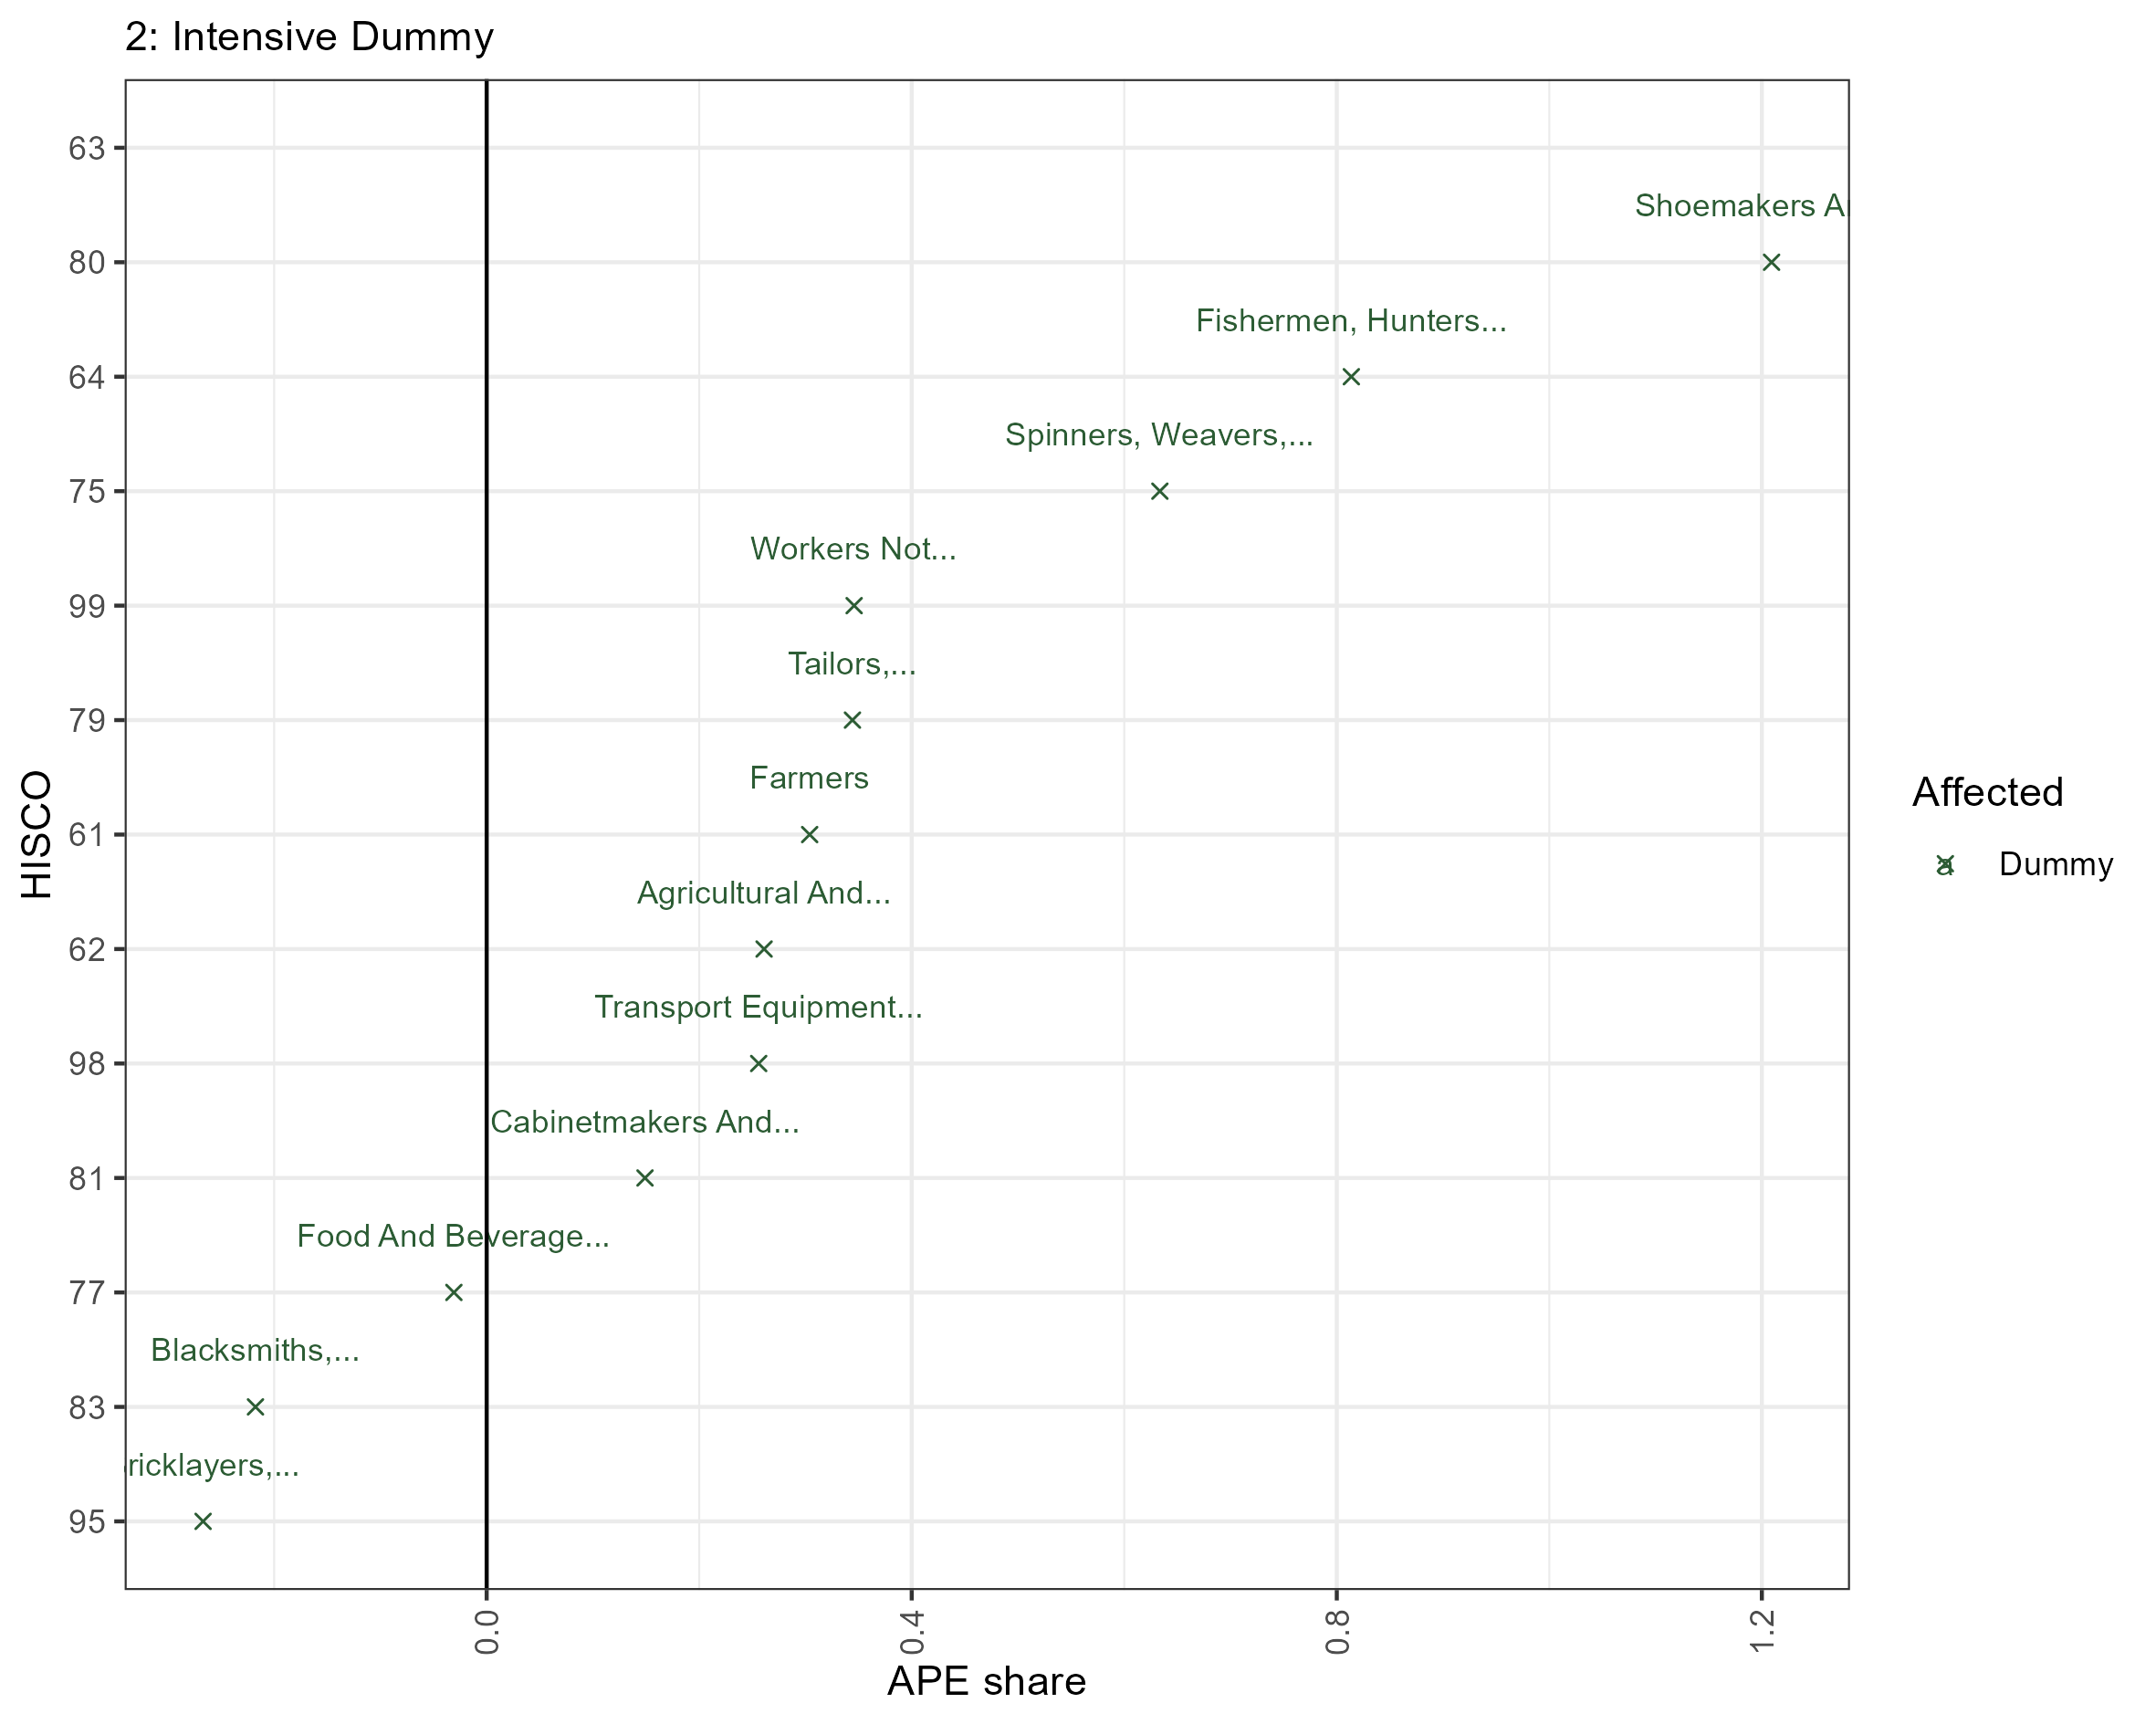 2: Intensive Dummy
63
Shoemakers A
80
Fishermen, Hunters...
64
Spinners, Weavers,...
75
Workers Not...
99
Tailors,...
79
Farmers
61
Agricultural And...
62
Transport Equipment...
98
Cabinetmakers And...
81
Food And Beverage...
77
Blacksmiths,...
83
ricklayers,...
95
HISCO
0.0 0.4 0.8 1.2
APE share
Affected
a Dummy